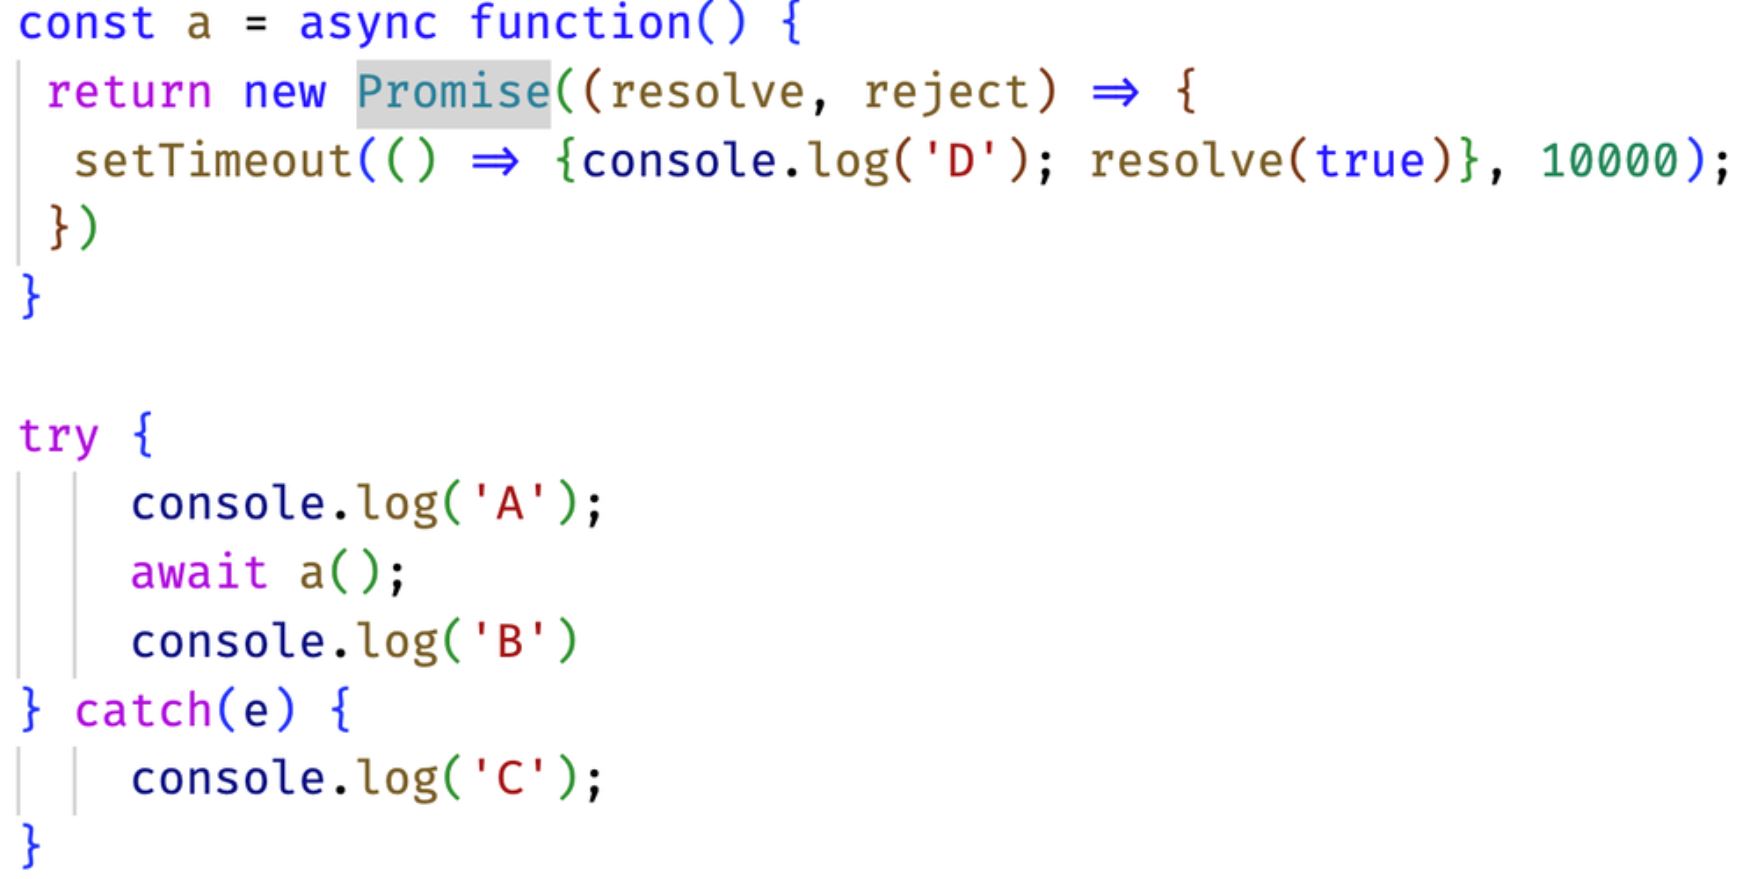 const a = async function() {
 return new Promise((resolve, reject) => {
  setTimeout(() => {console.log('D'); resolve(true)}, 10000);
 })
}
try {
    console.log('A');
    await a();
    console.log('B')
} catch(e) {
    console.log('C');
}